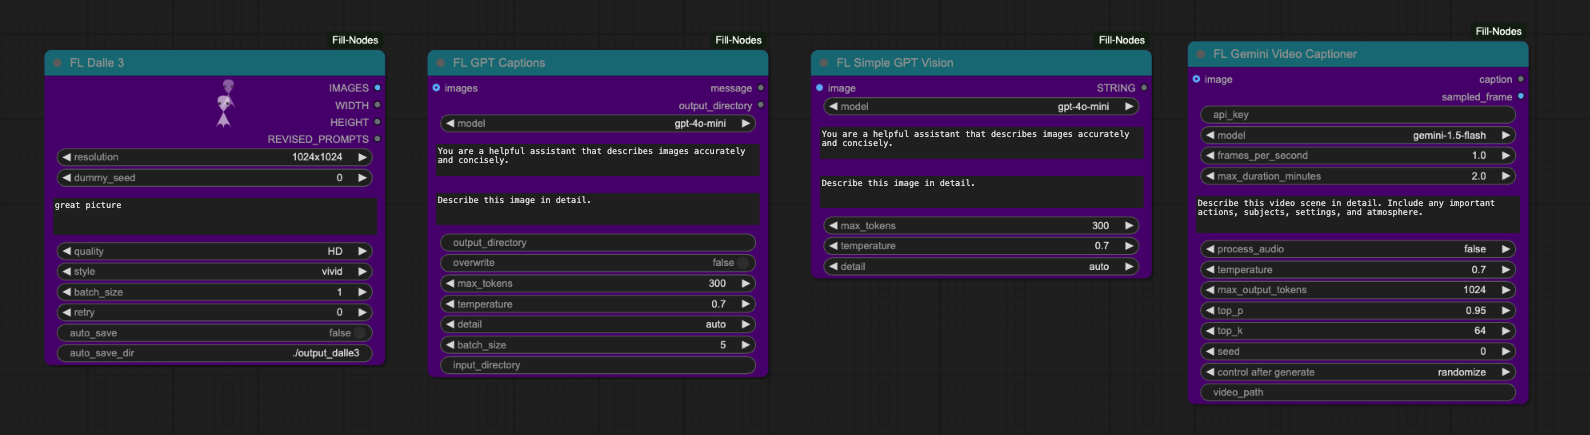 Fill-Nodes
FL Dalle 3
IMAGES
WIDTH
HEIGHT
REVISED_PROMPTS
resolution 1024x1024
dummy_seed 0
great picture
quality HD
style vivid
batch_size 1
retry 0
auto_save false
auto_save_dir ./output_dalle3
Fill-Nodes
FL GPT Captions
images message
output_directory
model gpt-4o-mini
You are a helpful assistant that describes images accurately
and concisely.
Describe this image in detail.
output_directory
overwrite false
max_tokens 300
temperature 0.7
detail auto
batch_size 5
input_directory
Fill-Nodes
FL Simple GPT Vision
image STRING
model gpt-4o-mini
You are a helpful assistant that describes images accurately
and concisely.
Describe this image in detail.
max_tokens 300
temperature 0.7
detail auto
Fill-Nodes
FL Gemini Video Captioner
image caption
sampled_frame
api_key
model gemini-1.5-flash
frames_per_second 1.0
max_duration_minutes 2.0
Describe this video scene in detail. Include any important
actions, subjects, settings, and atmosphere.
process_audio false
temperature 0.7
max_output_tokens 1024
top_p 0.95
top_k 64
seed 0
control after generate randomize
video_path